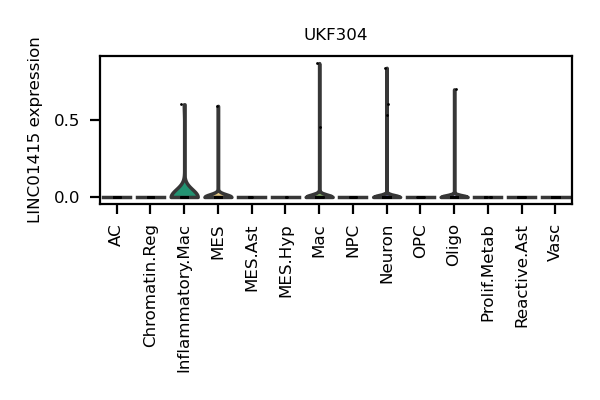 UKF304
LINC01415 expression
0.5
0.0
AC
Chromatin.Reg
Inflammatory.Mac
MES
MES.Ast
MES.Hyp
Mac
NPC
Neuron
OPC
Oligo
Prolif.Metab
Reactive.Ast
Vasc